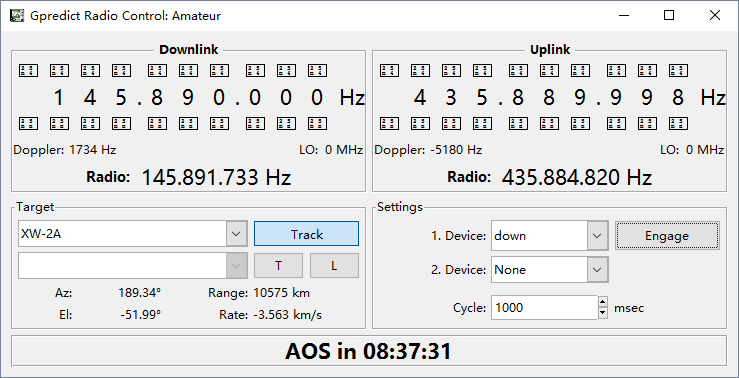 Gpredict Radio Control: Amateur
Downlink
Uplink
145.890.000 Hz
435.889.998 Hz
Doppler: 1734 Hz
LO: 0 MHz
Doppler: -5180 Hz
LO: 0 MHz
Radio: 145.891.733 Hz
Radio: 435.884.820 Hz
Target
XW-2A
Track
T
L
Az: 189.34°
Range: 10575 km
El: -51.99°
Rate: -3.563 km/s
Settings
1. Device: down
Engage
2. Device: None
Cycle: 1000 msec
AOS in 08:37:31